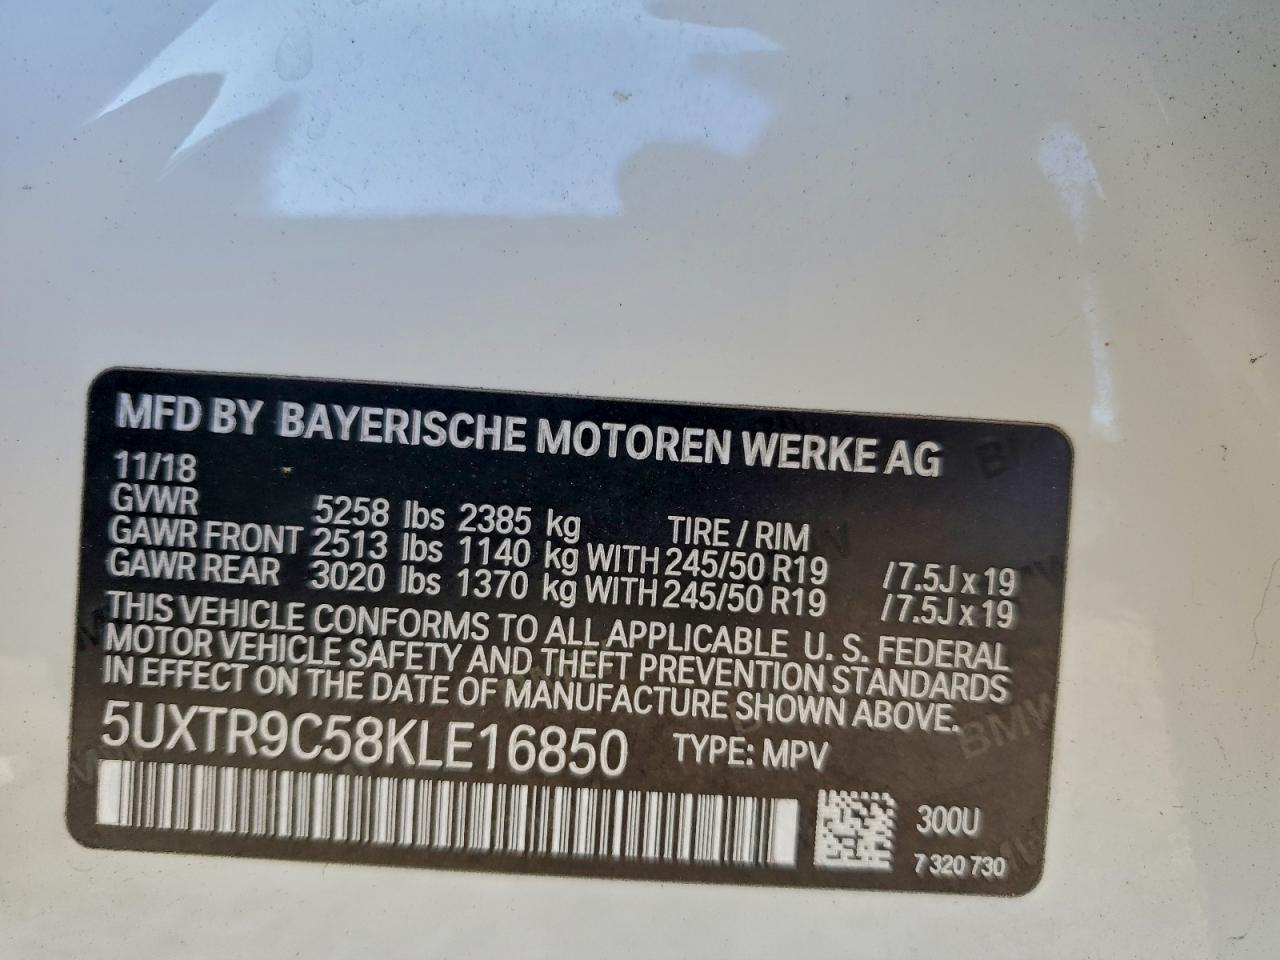 MFD BY BAYERISCHE MOTOREN WERKE AG
11/18
GVWR 5258 lbs 2385 kg TIRE / RIM
GAWR FRONT 2513 lbs 1140 kg WITH 245/50 R19 / 7.5J x 19
GAWR REAR 3020 lbs 1370 kg WITH 245/50 R19 / 7.5J x 19
THIS VEHICLE CONFORMS TO ALL APPLICABLE U. S. FEDERAL
MOTOR VEHICLE SAFETY AND THEFT PREVENTION STANDARDS
IN EFFECT ON THE DATE OF MANUFACTURE SHOWN ABOVE.
5UXTR9C58KLE16850 TYPE: MPV
300U
7 320 730